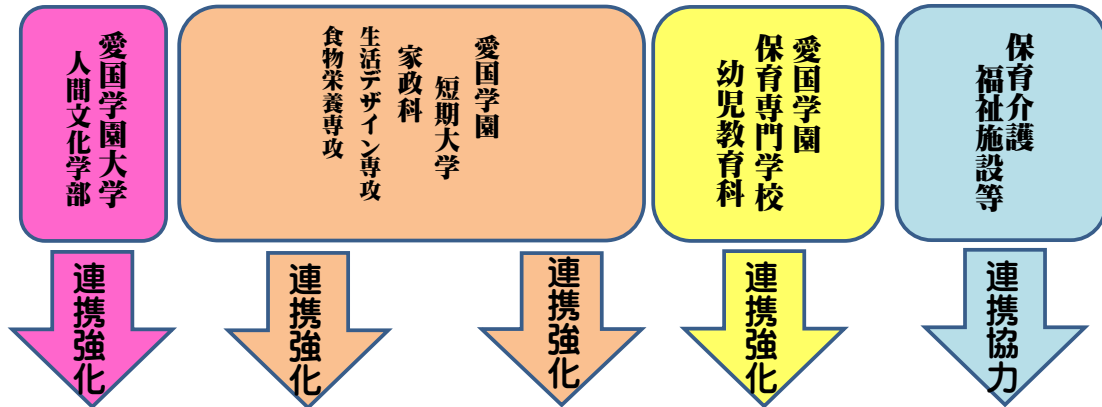 愛国学園大学
人間文化学部
愛国学園
短期大学
家政科
生活デザイン専攻
食物栄養専攻
愛国学園
保育専門学校
幼児教育科
保育介護
福祉施設等
連携強化
連携強化
連携強化
連携強化
連携協力